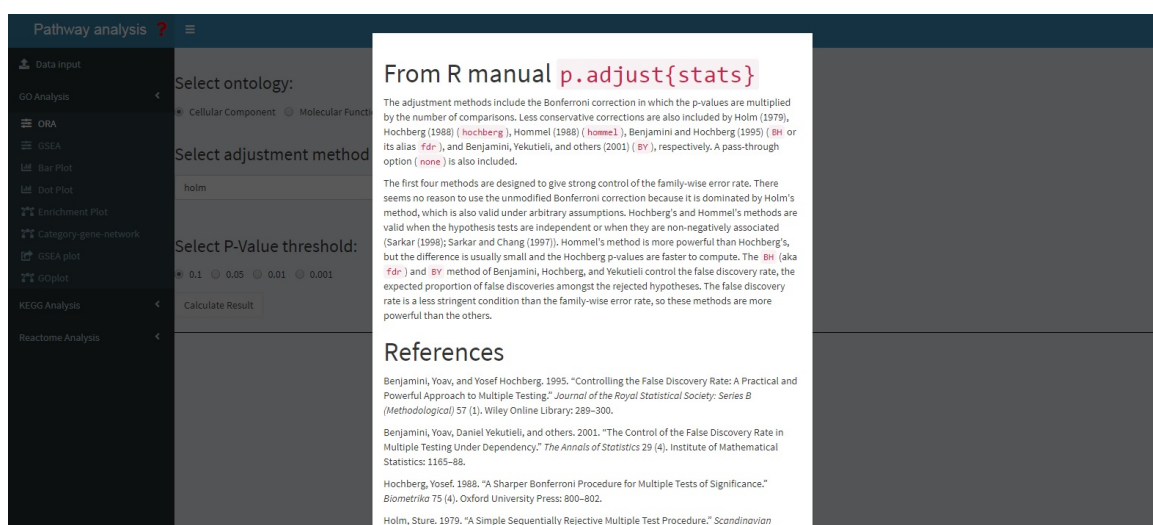 Pathway analysis ?
Data input
GO Analysis
ORA
GSEA
Bar Plot
Dot Plot
Enrichment Plot
Category-gene-network
GSEA plot
GOplot
KEGG Analysis
Reactome Analysis
Select ontology:
Cellular Component Molecular Functi
Select adjustment method
holm
Select P-Value threshold:
0.1 0.05 0.01 0.001
Calculate Result
From R manual p.adjust{stats}
The adjustment methods include the Bonferroni correction in which the p-values are multiplied
by the number of comparisons. Less conservative corrections are also included by Holm (1979),
Hochberg (1988) ( hochberg ), Hommel (1988) ( hommel ), Benjamini and Hochberg (1995) ( BH or
its alias fdr ), and Benjamini, Yekutieli, and others (2001) ( BY ), respectively. A pass-through
option ( none ) is also included.
The first four methods are designed to give strong control of the family-wise error rate. There
seems no reason to use the unmodified Bonferroni correction because it is dominated by Holm's
method, which is also valid under arbitrary assumptions. Hochberg's and Hommel's methods are
valid when the hypothesis tests are independent or when they are non-negatively associated
(Sarkar (1998); Sarkar and Chang (1997)). Hommel's method is more powerful than Hochberg's,
but the difference is usually small and the Hochberg p-values are faster to compute. The BH (aka
fdr ) and BY method of Benjamini, Hochberg, and Yekutieli control the false discovery rate, the
expected proportion of false discoveries amongst the rejected hypotheses. The false discovery
rate is a less stringent condition than the family-wise error rate, so these methods are more
powerful than the others.
References
Benjamini, Yoav, and Yosef Hochberg. 1995. “Controlling the False Discovery Rate: A Practical and
Powerful Approach to Multiple Testing.” Journal of the Royal Statistical Society: Series B
(Methodological) 57 (1). Wiley Online Library: 289–300.
Benjamini, Yoav, Daniel Yekutieli, and others. 2001. “The Control of the False Discovery Rate in
Multiple Testing Under Dependency.” The Annals of Statistics 29 (4). Institute of Mathematical
Statistics: 1165–88.
Hochberg, Yosef. 1988. “A Sharper Bonferroni Procedure for Multiple Tests of Significance.”
Biometrika 75 (4). Oxford University Press: 800–802.
Holm, Sture. 1979. “A Simple Sequentially Rejective Multiple Test Procedure.” Scandinavian